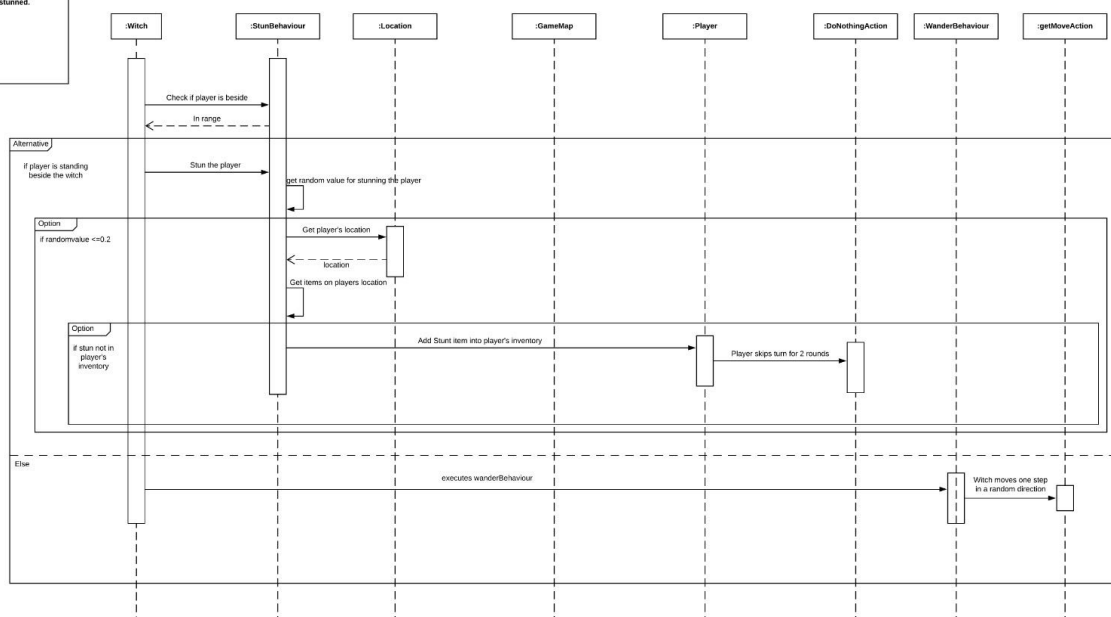 stunned.
:Witch
:StunBehaviour
:Location
:GameMap
:Player
:DoNothingAction
:WanderBehaviour
:getMoveAction
Check if player is beside
In range
Alternative
if player is standing
beside the witch
Stun the player
get random value for stunning the player
Option
if randomvalue <=0.2
Get player's location
location
Get items on players location
Option
if stun not in
player's
inventory
Add Stunt item into player's inventory
Player skips turn for 2 rounds
Else
executes wanderBehaviour
Witch moves one step
in a random direction